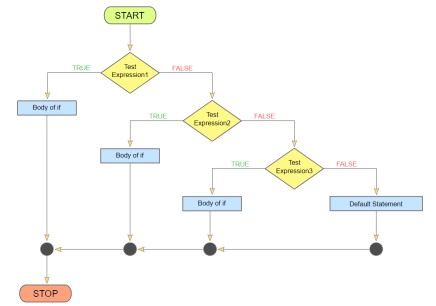 START
Test
Expression1
TRUE
FALSE
Body of if
Test
Expression2
TRUE
FALSE
Body of if
Test
Expression3
TRUE
FALSE
Body of if
Default Statement
STOP